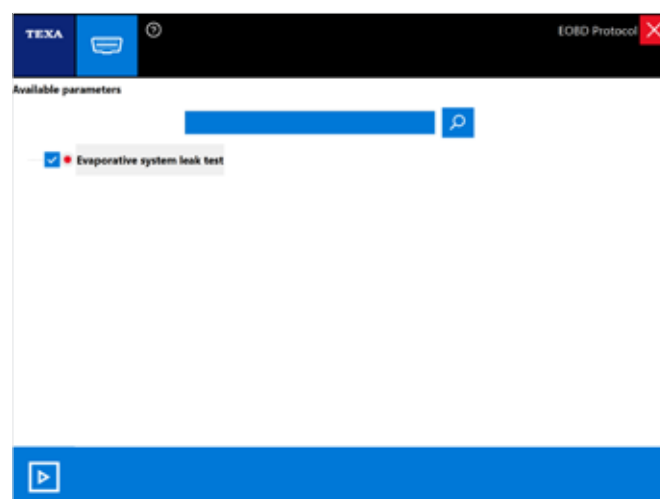 TEXA
?
EOBD Protocol
Available parameters
Evaporative system leak test